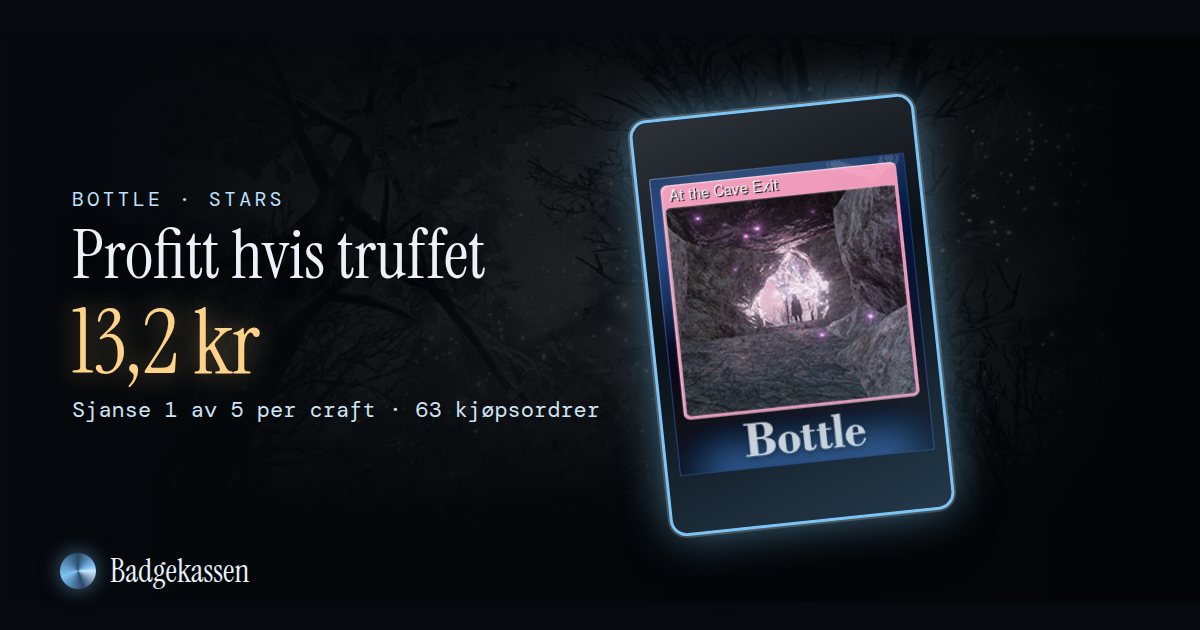 BOTTLE · STARS
Profitt hvis truffet
13,2 kr
Sjanse 1 av 5 per craft · 63 kjøpsordrer
At the Cave Exit
Bottle
Badgekassen